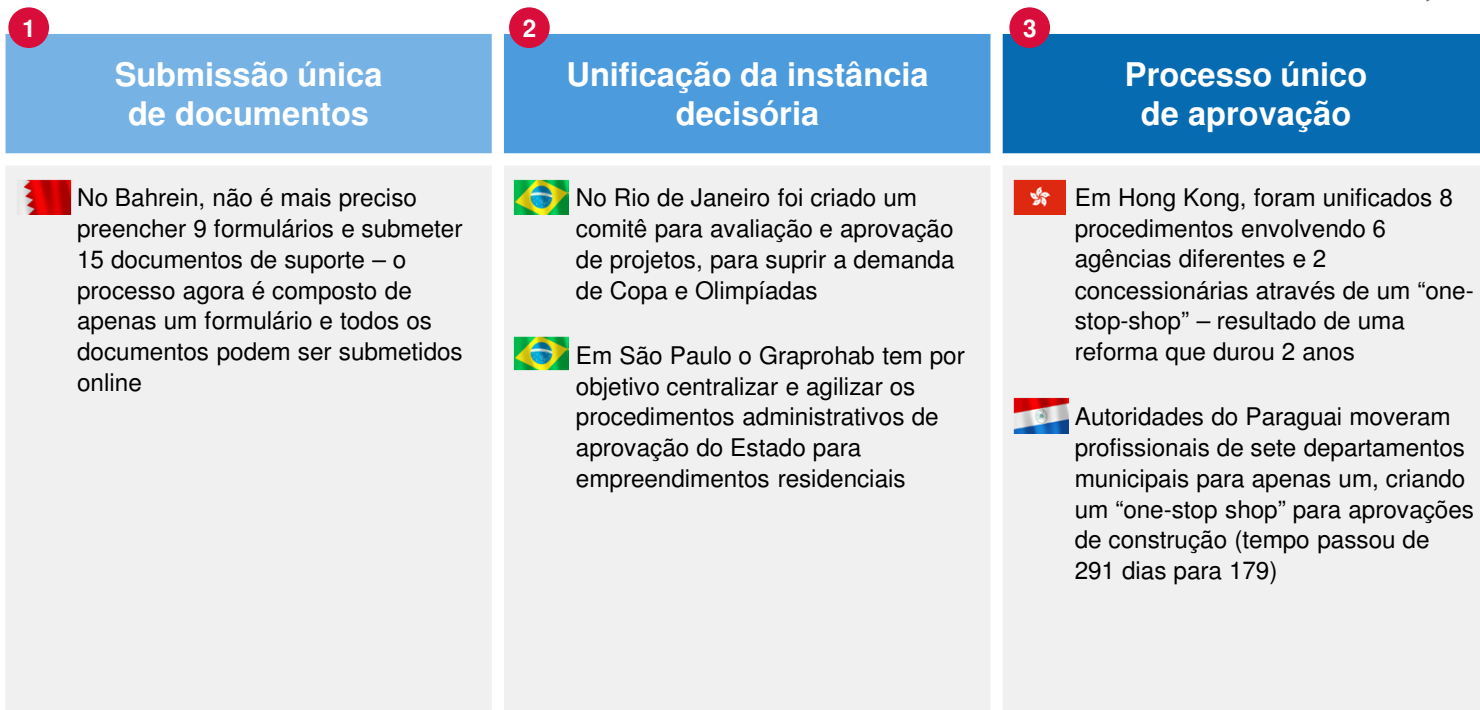 1
Submissão única
de documentos
No Bahrein, não é mais preciso
preencher 9 formulários e submeter
15 documentos de suporte – o
processo agora é composto de
apenas um formulário e todos os
documentos podem ser submetidos
online
2
Unificação da instância
decisória
No Rio de Janeiro foi criado um
comitê para avaliação e aprovação
de projetos, para suprir a demanda
de Copa e Olimpíadas
Em São Paulo o Graprohab tem por
objetivo centralizar e agilizar os
procedimentos administrativos de
aprovação do Estado para
empreendimentos residenciais
3
Processo único
de aprovação
Em Hong Kong, foram unificados 8
procedimentos envolvendo 6
agências diferentes e 2
concessionárias através de um “one-
stop-shop” – resultado de uma
reforma que durou 2 anos
Autoridades do Paraguai moveram
profissionais de sete departamentos
municipais para apenas um, criando
um “one-stop shop” para aprovações
de construção (tempo passou de
291 dias para 179)